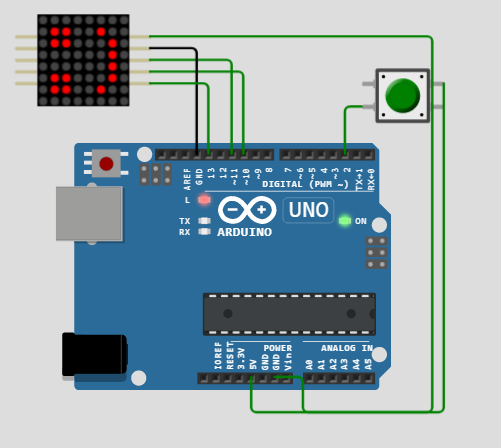 AREF
GND
13
12
~11
~10
~9
8
7
~6
~5
4
~3
2
TX→1
RX←0
DIGITAL (PWM ~)
L
TX
RX
UNO
ON
ARDUINO
IOREF
RESET
3.3V
5V
GND
GND
Vin
POWER
ANALOG IN
A0
A1
A2
A3
A4
A5